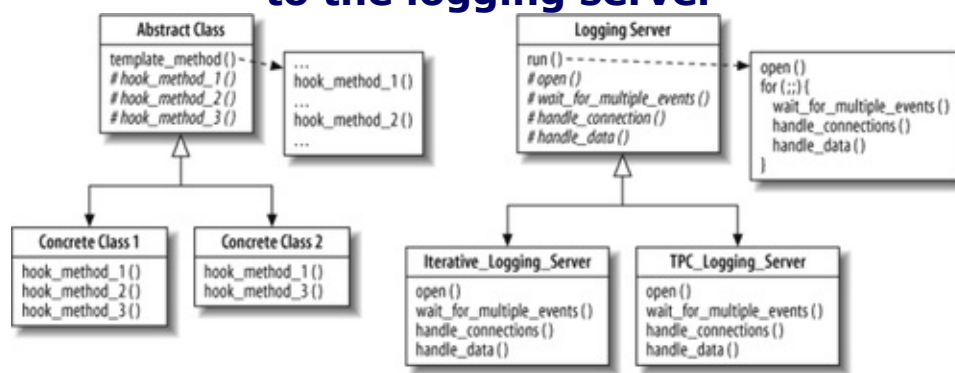 to the logging server
Abstract Class
template_method ()
# hook_method_1 ()
# hook_method_2 ()
# hook_method_3 ()
...
hook_method_1 ()
...
hook_method_2 ()
...
Concrete Class 1
hook_method_1 ()
hook_method_2 ()
hook_method_3 ()
Concrete Class 2
hook_method_1 ()
hook_method_3 ()
Logging Server
run ()
# open ()
# wait_for_multiple_events ()
# handle_connection ()
# handle_data ()
open ()
for (;;) {
wait_for_multiple_events ()
handle_connections ()
handle_data ()
}
Iterative_Logging_Server
open ()
wait_for_multiple_events ()
handle_connections ()
handle_data ()
TPC_Logging_Server
open ()
wait_for_multiple_events ()
handle_connections ()
handle_data ()